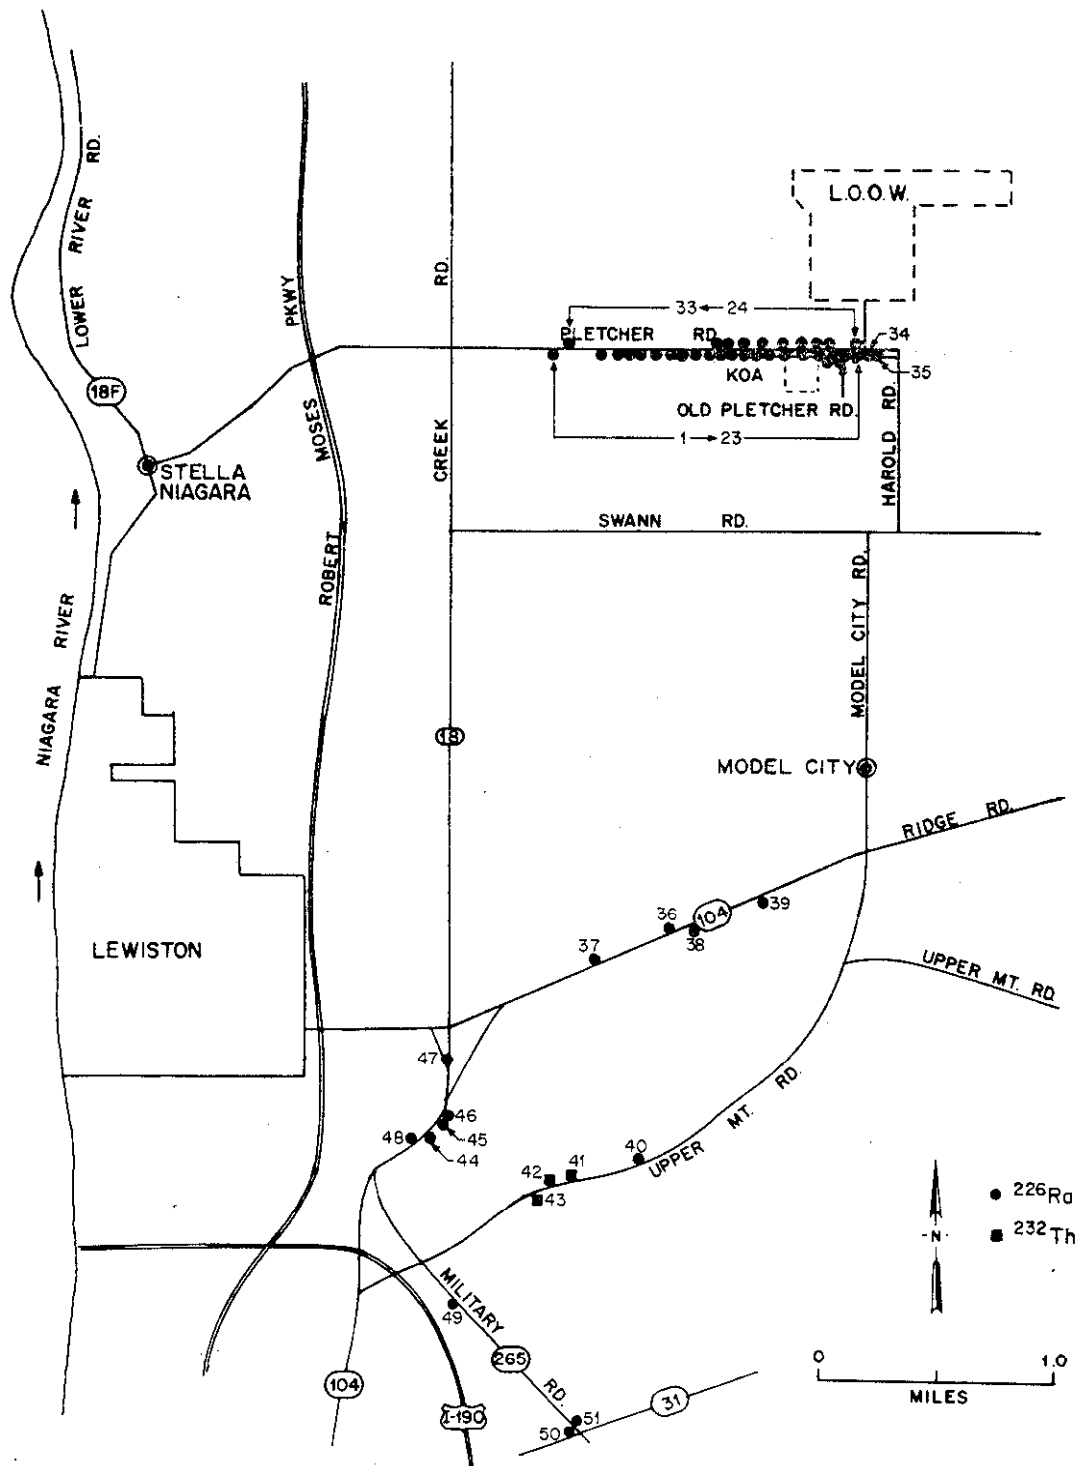 LOWER RIVER RD.
L.O.O.W.
PKWY
RD.
33 ← 24
PLETCHER RD.
34
35
KOA
OLD PLETCHER RD.
18F
MOSES
CREEK
1 → 23
HAROLD RD.
STELLA
NIAGARA
SWANN RD.
ROBERT
NIAGARA RIVER
MODEL CITY RD.
18
MODEL CITY
RIDGE RD.
39
36
104
38
37
LEWISTON
UPPER MT. RD.
47
46
45
48
44
40
41
42
43
UPPER MT. RD.
226Ra
232Th
-N-
MILITARY RD.
49
265
0 1.0
MILES
104
I-190
31
51
50